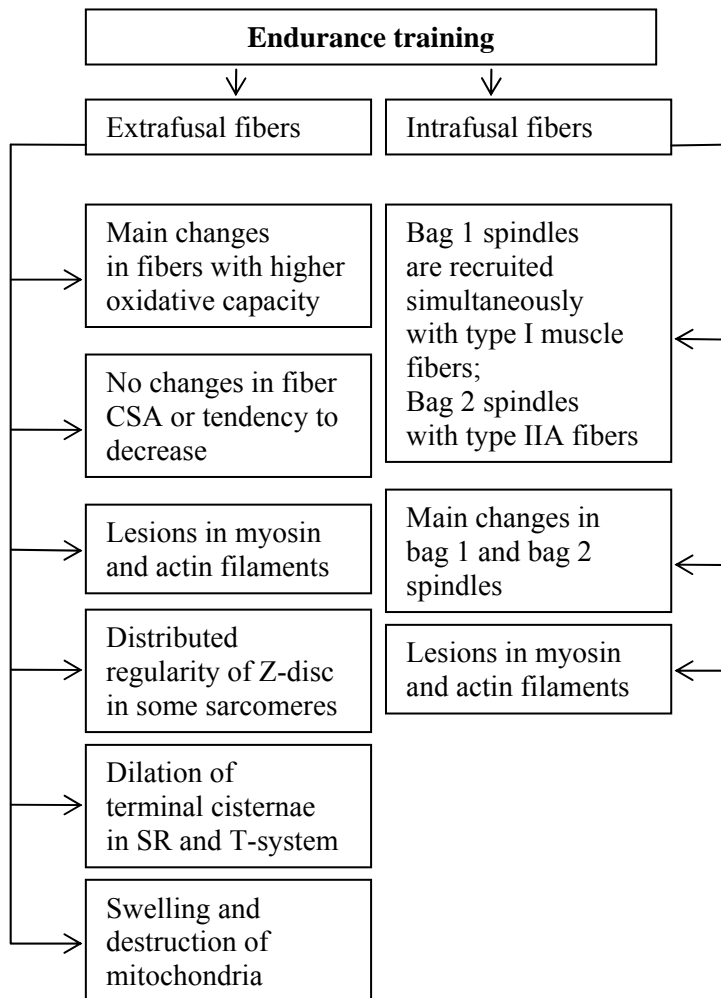 Endurance training
Extrafusal fibers
Intrafusal fibers
Main changes
in fibers with higher
oxidative capacity
No changes in fiber
CSA or tendency to
decrease
Lesions in myosin
and actin filaments
Distributed
regularity of Z-disc
in some sarcomeres
Dilation of
terminal cisternae
in SR and T-system
Swelling and
destruction of
mitochondria
Bag 1 spindles
are recruited
simultaneously
with type I muscle
fibers;
Bag 2 spindles
with type IIA fibers
Main changes in
bag 1 and bag 2
spindles
Lesions in myosin
and actin filaments